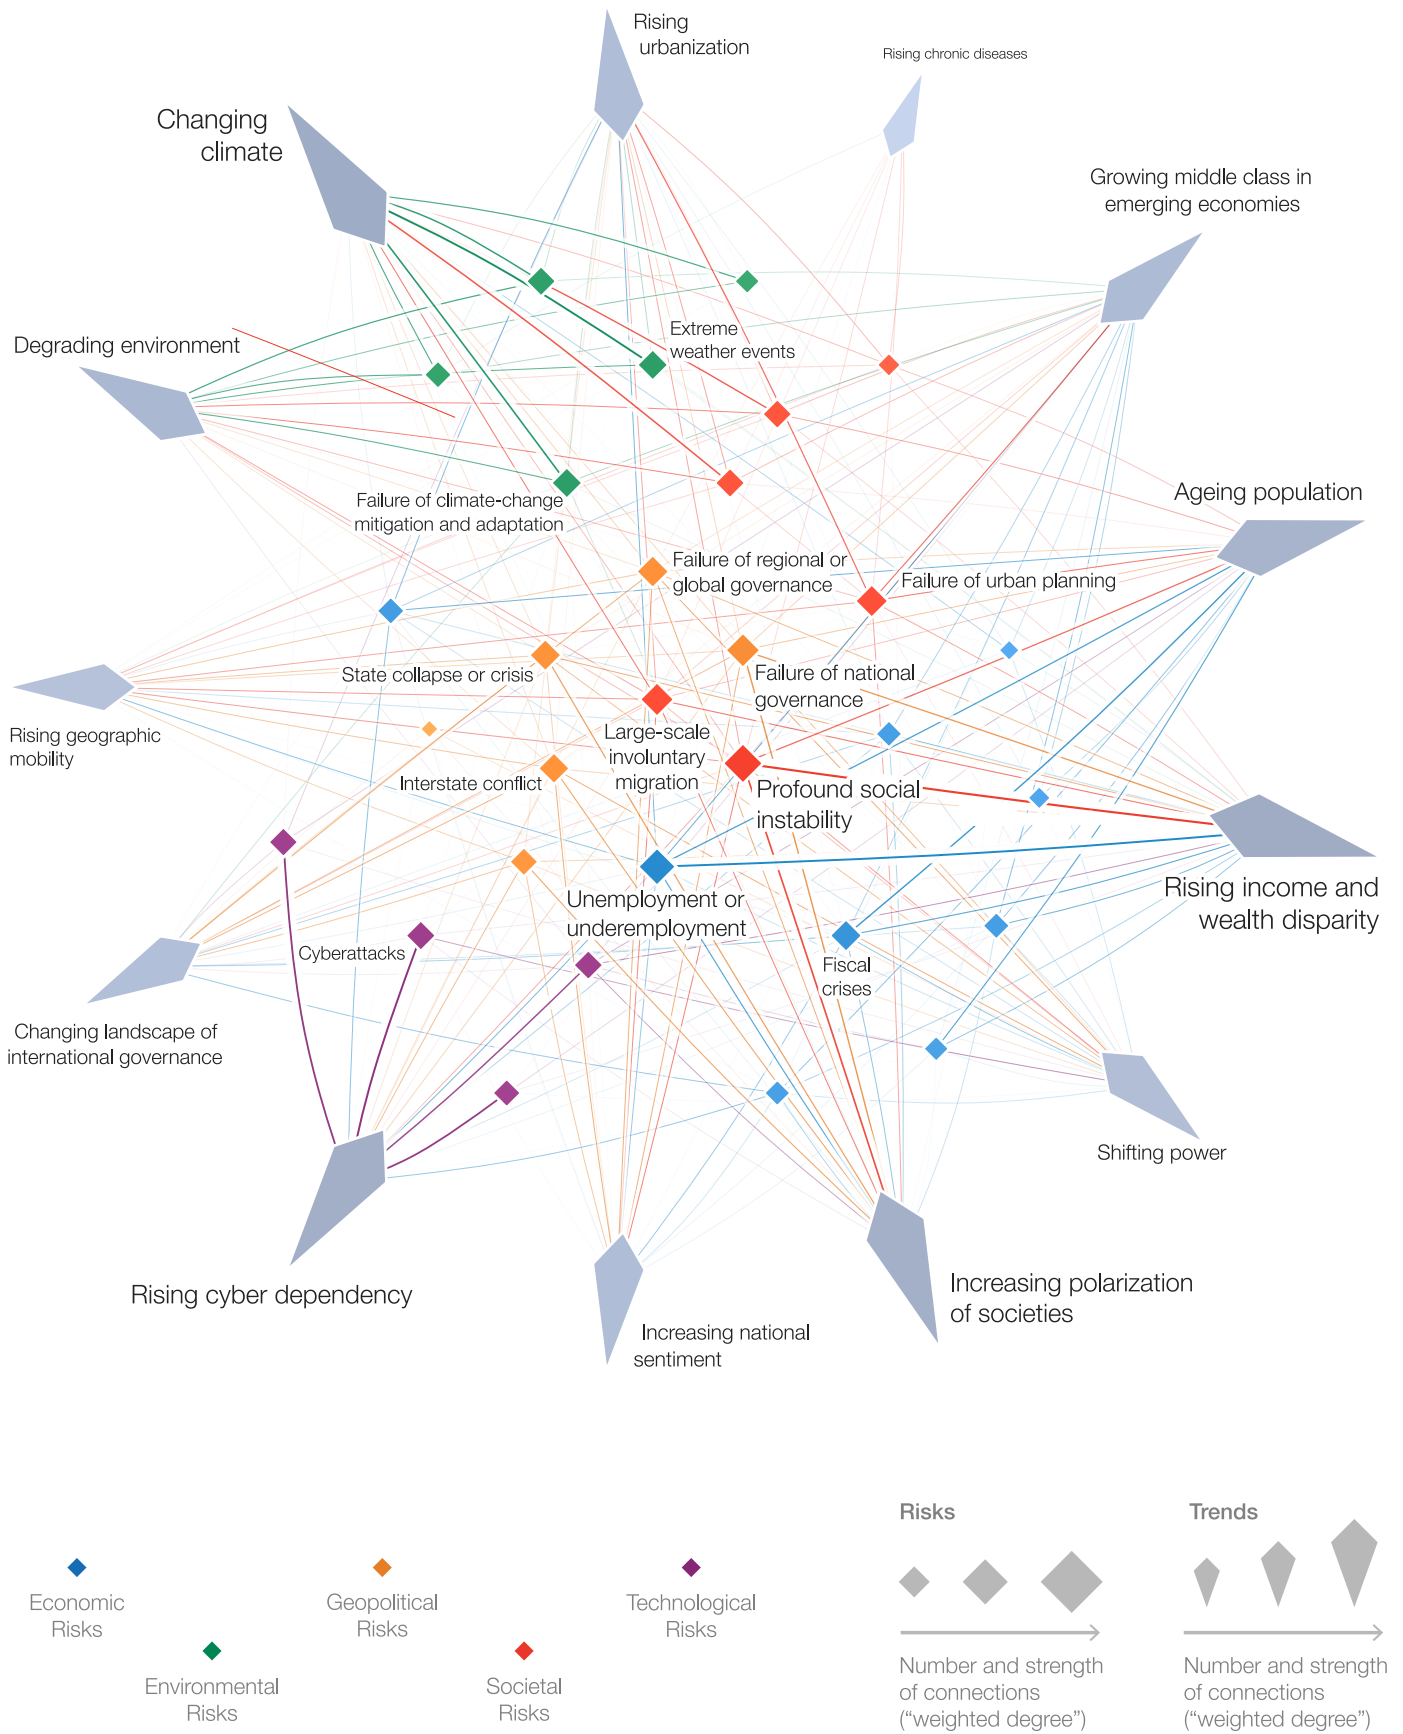 Rising
urbanization
Rising chronic diseases
Changing
climate
Growing middle class in
emerging economies
Extreme
weather events
Degrading environment
Failure of climate-change
mitigation and adaptation
Ageing population
Failure of regional or
global governance
Failure of urban planning
State collapse or crisis
Failure of national
governance
Rising geographic
mobility
Large-scale
involuntary
migration
Interstate conflict
Profound social
instability
Unemployment or
underemployment
Rising income and
wealth disparity
Cyberattacks
Fiscal
crises
Changing landscape of
international governance
Shifting power
Rising cyber dependency
Increasing polarization
of societies
Increasing national
sentiment
Risks
Trends
Economic
Risks
Geopolitical
Risks
Technological
Risks
Environmental
Risks
Societal
Risks
Number and strength
of connections
(“weighted degree”)
Number and strength
of connections
(“weighted degree”)